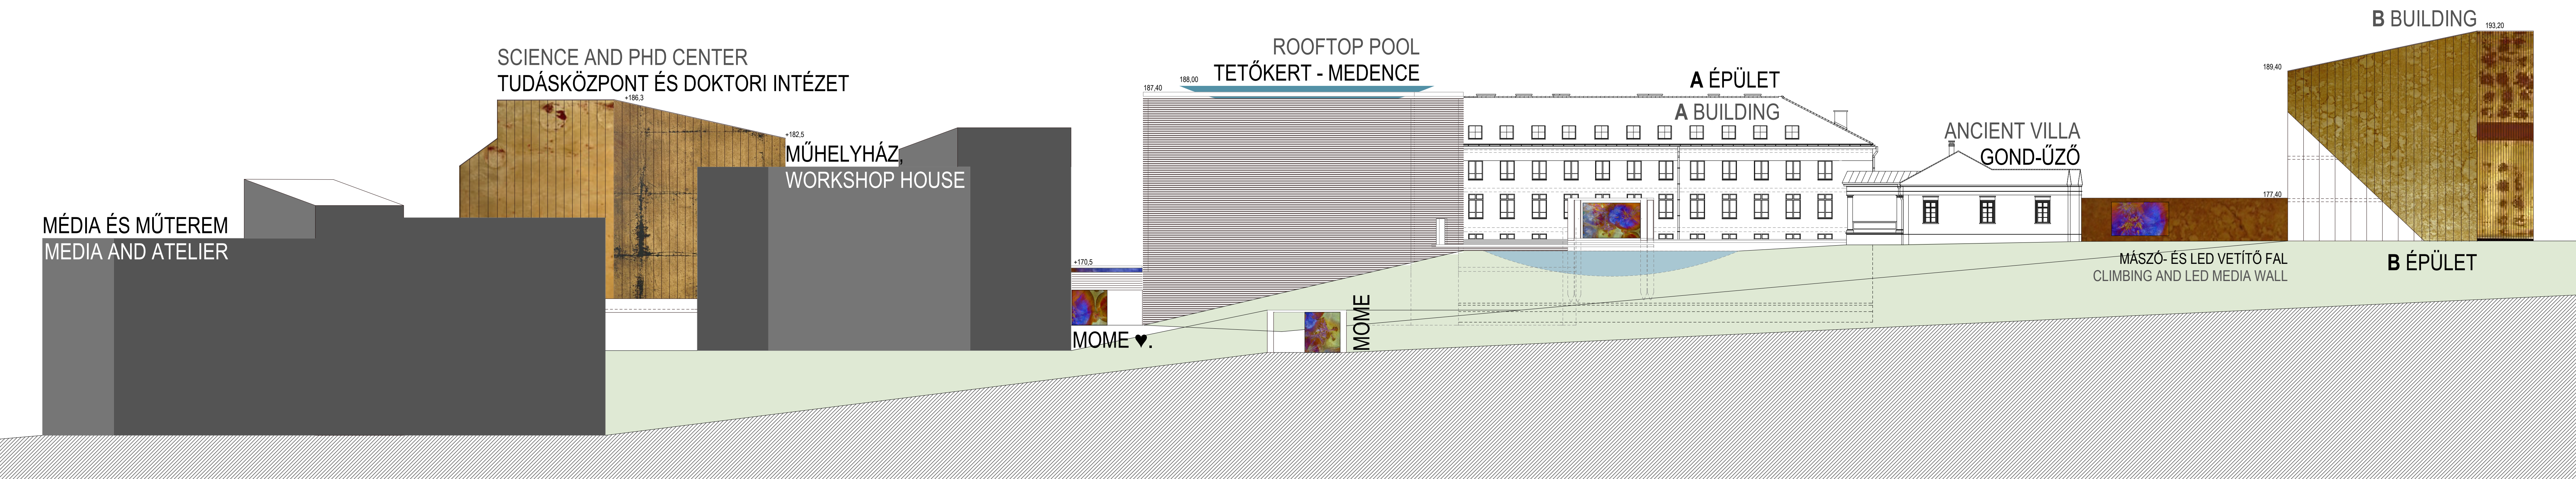 MÉDIA ÉS MŰTEREM
MEDIA AND ATELIER
SCIENCE AND PHD CENTER
TUDÁSKÖZPONT ÉS DOKTORI INTÉZET
+186,3
+182,5
MŰHELYHÁZ,
WORKSHOP HOUSE
+170,5
MOME ♥.
187,40
188,00
ROOFTOP POOL
TETŐKERT - MEDENCE
MOME
A ÉPÜLET
A BUILDING
ANCIENT VILLA
GOND-ŰZŐ
177,40
MÁSZÓ- ÉS LED VETÍTŐ FAL
CLIMBING AND LED MEDIA WALL
189,40
B BUILDING
193,20
B ÉPÜLET